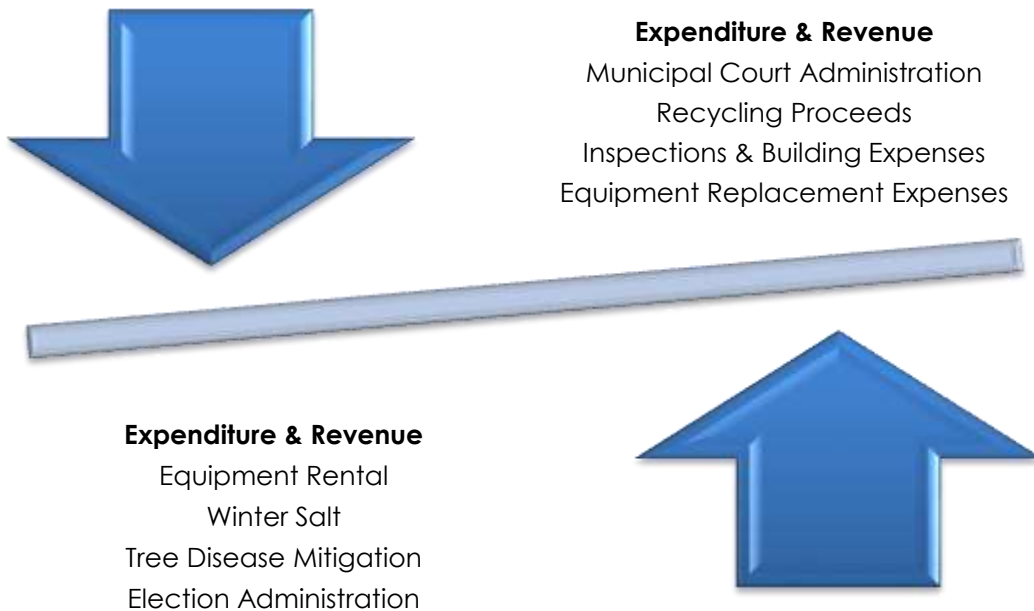 Expenditure & Revenue
Municipal Court Administration
Recycling Proceeds
Inspections & Building Expenses
Equipment Replacement Expenses
Expenditure & Revenue
Equipment Rental
Winter Salt
Tree Disease Mitigation
Election Administration